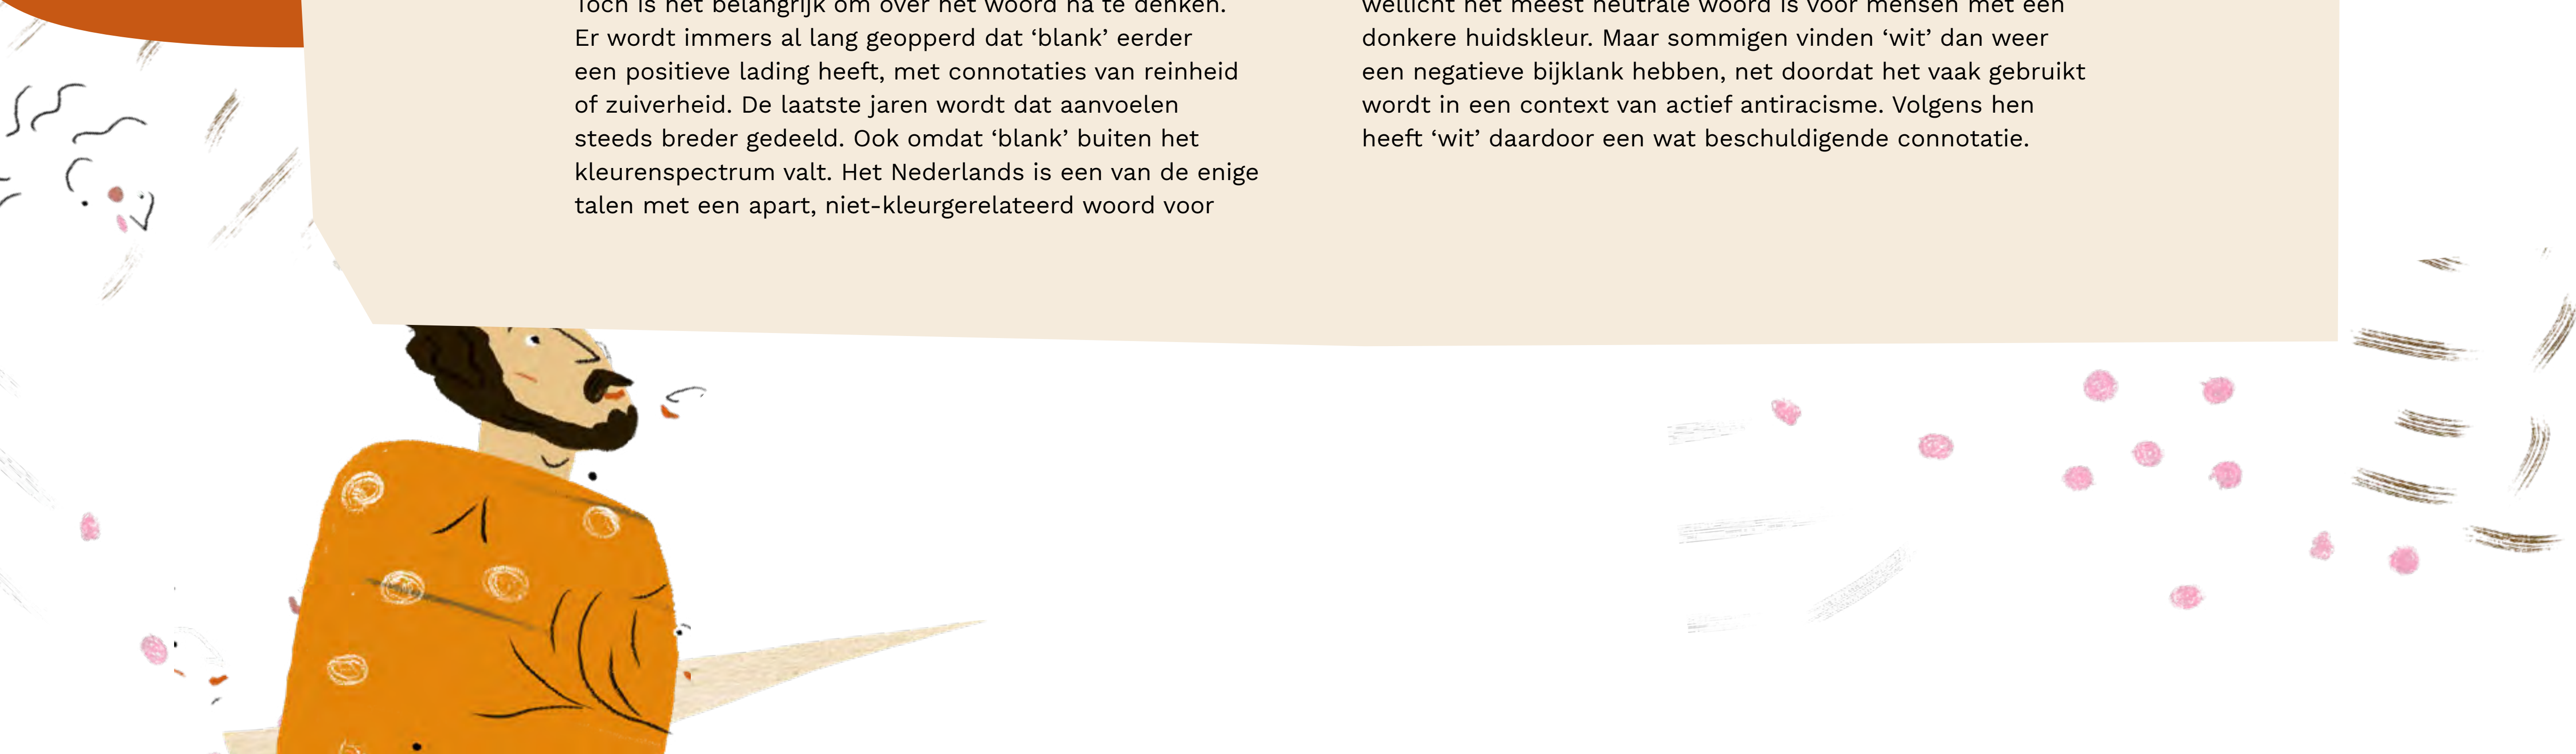 Toch is het belangrijk om over het woord na te denken.
Er wordt immers al lang geopperd dat ‘blank’ eerder
een positieve lading heeft, met connotaties van reinheid
of zuiverheid. De laatste jaren wordt dat aanvoelen
steeds breder gedeeld. Ook omdat ‘blank’ buiten het
kleurenspectrum valt. Het Nederlands is een van de enige
talen met een apart, niet-kleurgerelateerd woord voor
wellicht het meest neutrale woord is voor mensen met een
donkere huidskleur. Maar sommigen vinden ‘wit’ dan weer
een negatieve bijklank hebben, net doordat het vaak gebruikt
wordt in een context van actief antiracisme. Volgens hen
heeft ‘wit’ daardoor een wat beschuldigende connotatie.